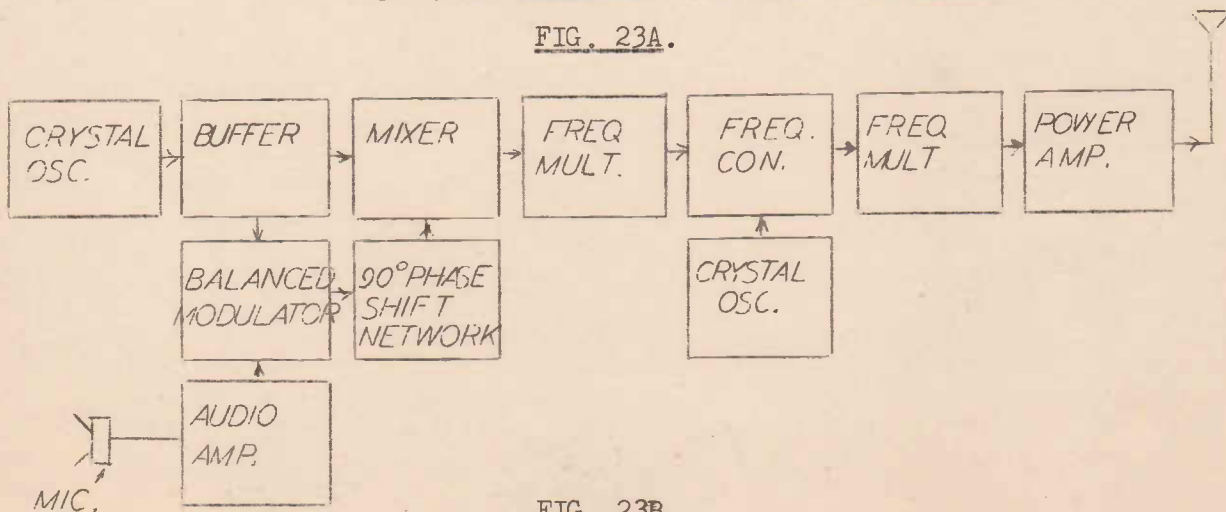 FIG. 23A.
CRYSTAL
OSC.
BUFFER
MIXER
FREQ
MULT.
FREQ.
CON.
FREQ
MULT
POWER
AMP.
BALANCED
MODULATOR
90° PHASE
SHIFT
NETWORK
CRYSTAL
OSC.
AUDIO
AMP.
MIC.
FIG. 23B